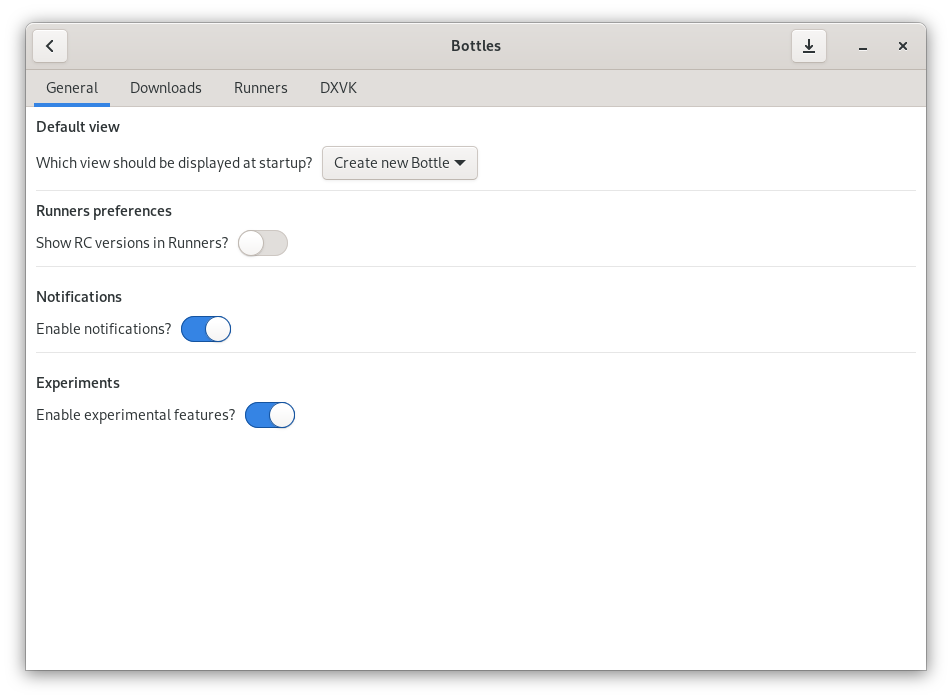 Bottles
General Downloads Runners DXVK
Default view
Which view should be displayed at startup? Create new Bottle
Runners preferences
Show RC versions in Runners?
Notifications
Enable notifications?
Experiments
Enable experimental features?